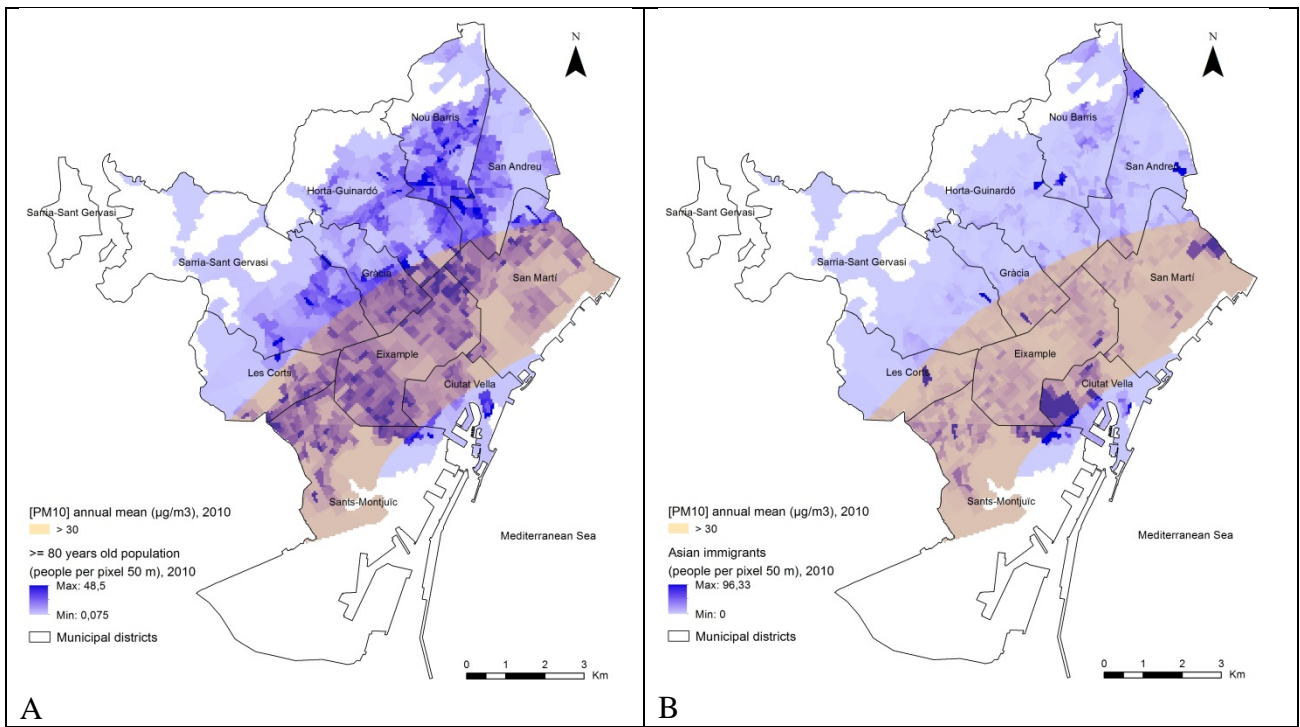 N
Nou Barris
San Andreu
Horta-Guinardó
Sarria-Sant Gervasi
Sarria-Sant Gervasi
Gràcia
San Martí
Eixample
Les Corts
Ciutat Vella
Sants-Montjuïc
Mediterranean Sea
[PM10] annual mean (µg/m3), 2010
> 30
>= 80 years old population
(people per pixel 50 m), 2010
Max: 48,5
Min: 0,075
Municipal districts
0 1 2 3
Km
A
N
Nou Barris
San Andreu
Horta-Guinardó
Sarria-Sant Gervasi
Sarria-Sant Gervasi
Gràcia
San Martí
Eixample
Les Corts
Ciutat Vella
Sants-Montjuïc
Mediterranean Sea
[PM10] annual mean (µg/m3), 2010
> 30
Asian immigrants
(people per pixel 50 m), 2010
Max: 96,33
Min: 0
Municipal districts
0 1 2 3
Km
B